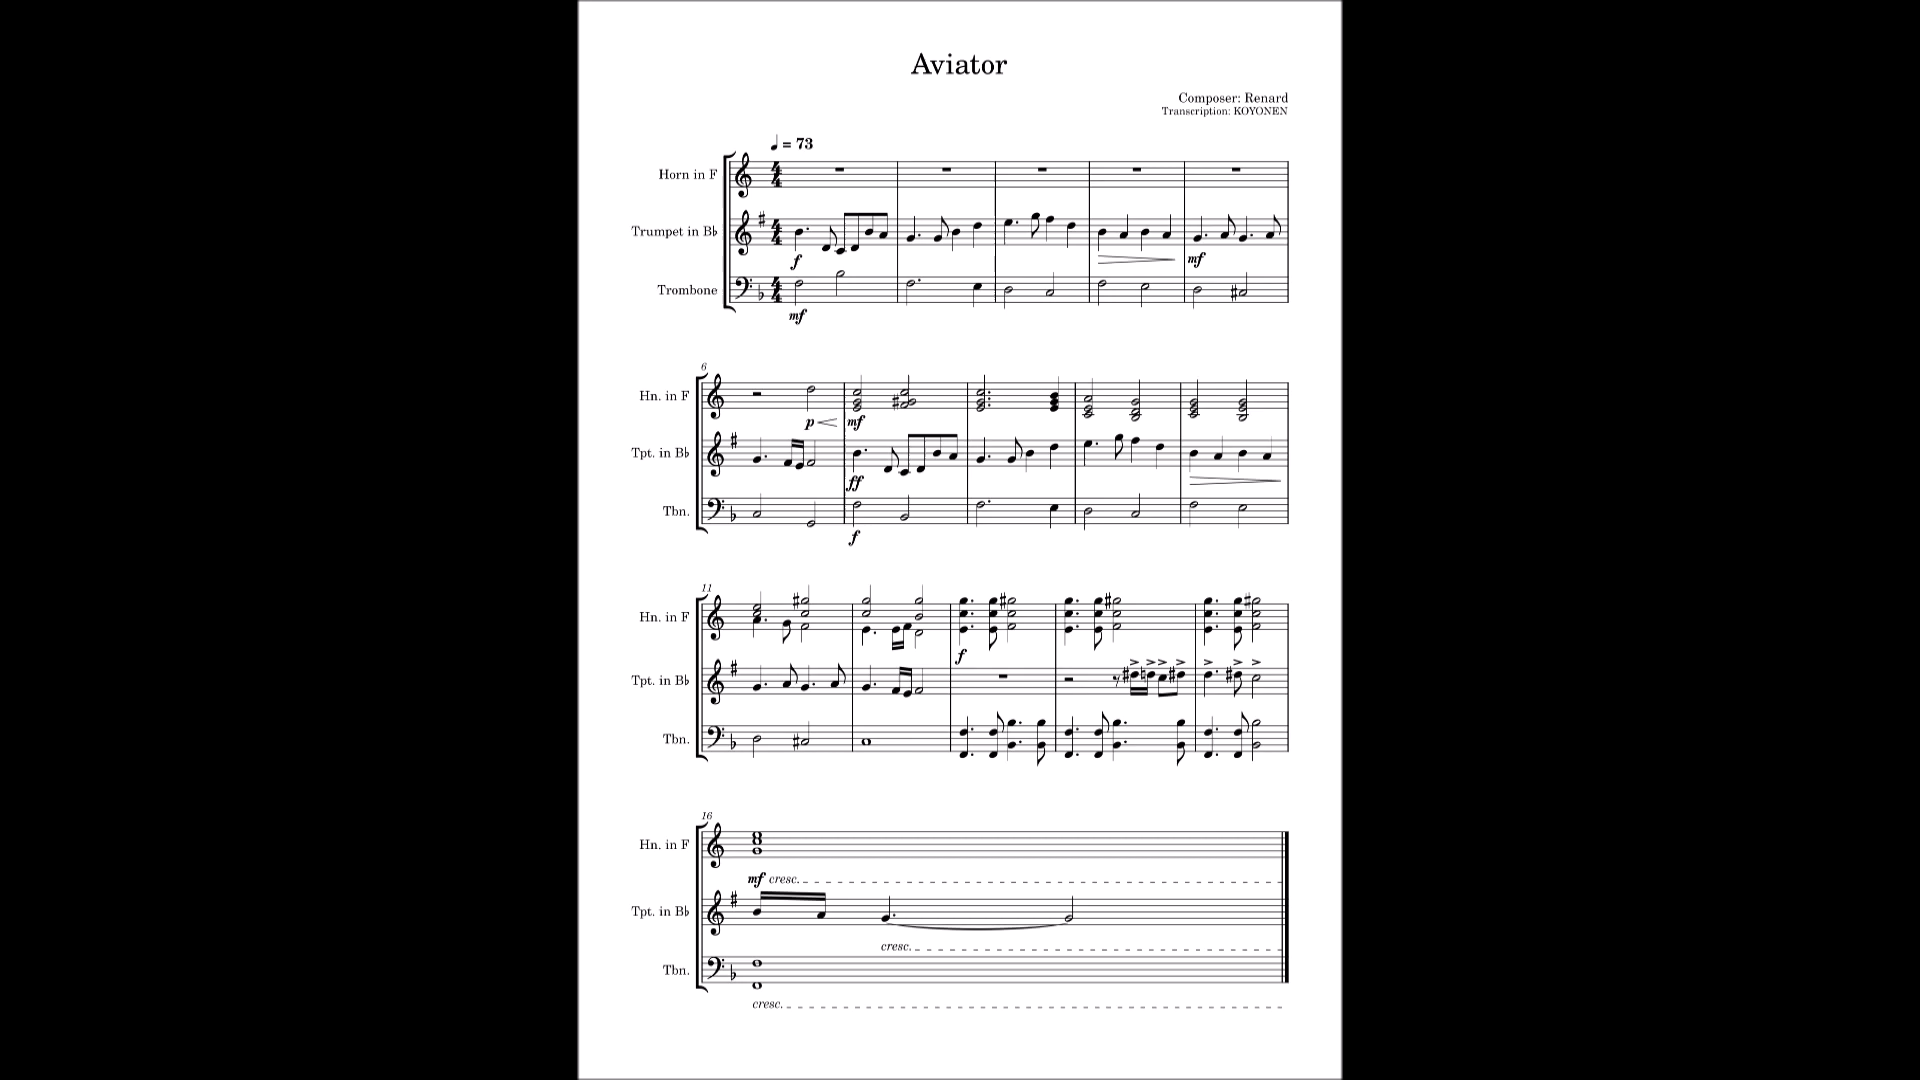 Aviator
Composer: Renard
Transcription: KOYONEN
♩ = 73
Horn in F
Trumpet in B♭
f
Trombone
mf
mf
6
Hn. in F
p
mf
Tpt. in B♭
ff
Tbn.
f
11
Hn. in F
f
Tpt. in B♭
Tbn.
16
Hn. in F
mf cresc.
Tpt. in B♭
cresc.
Tbn.
cresc.